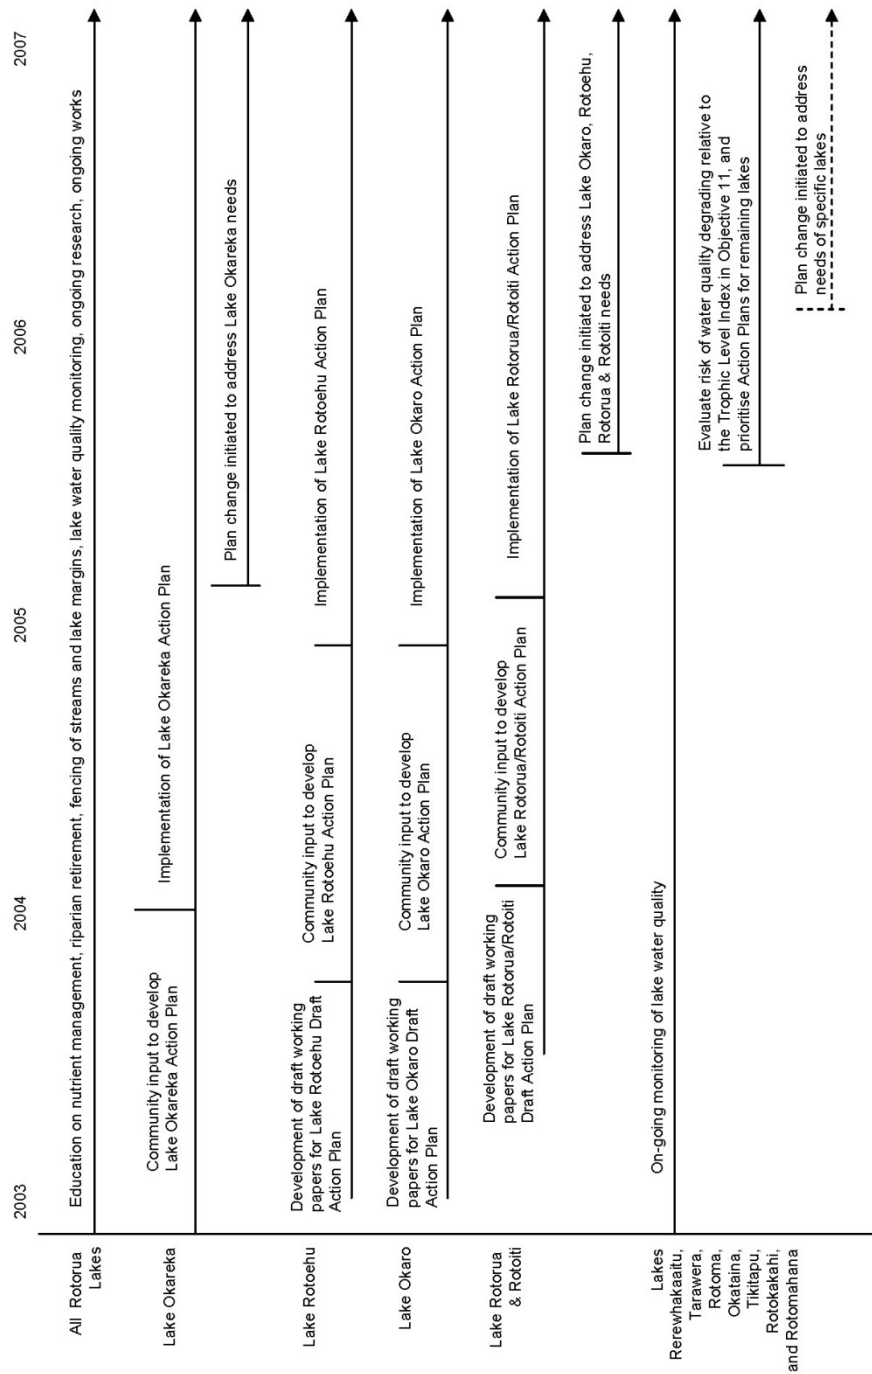 2003
2004
2005
2006
2007
All Rotorua
Lakes
Education on nutrient management, riparian retirement, fencing of streams and lake margins, lake water quality monitoring, ongoing research, ongoing works
Lake Okareka
Community input to develop
Lake Okareka Action Plan
Implementation of Lake Okareka Action Plan
Plan change initiated to address Lake Okareka needs
Lake Rotoehu
Development of draft working
papers for Lake Rotoehu Draft
Action Plan
Community input to develop
Lake Rotoehu Action Plan
Implementation of Lake Rotoehu Action Plan
Lake Okaro
Development of draft working
papers for Lake Okaro Draft
Action Plan
Community input to develop
Lake Okaro Action Plan
Implementation of Lake Okaro Action Plan
Lake Rotorua
& Rotoiti
Development of draft working
papers for Lake Rotorua/Rotoiti
Draft Action Plan
Community input to develop
Lake Rotorua/Rotoiti Action Plan
Implementation of Lake Rotorua/Rotoiti Action Plan
Plan change initiated to address Lake Okaro, Rotoehu,
Rotorua & Rotoiti needs
Lakes
Rerewhakaaitu,
Tarawera,
Rotoma,
Okataina,
Tikitapu,
Rotokakahi,
and Rotomahana
On-going monitoring of lake water quality
Evaluate risk of water quality degrading relative to
the Trophic Level Index in Objective 11, and
prioritise Action Plans for remaining lakes
Plan change initiated to address
needs of specific lakes